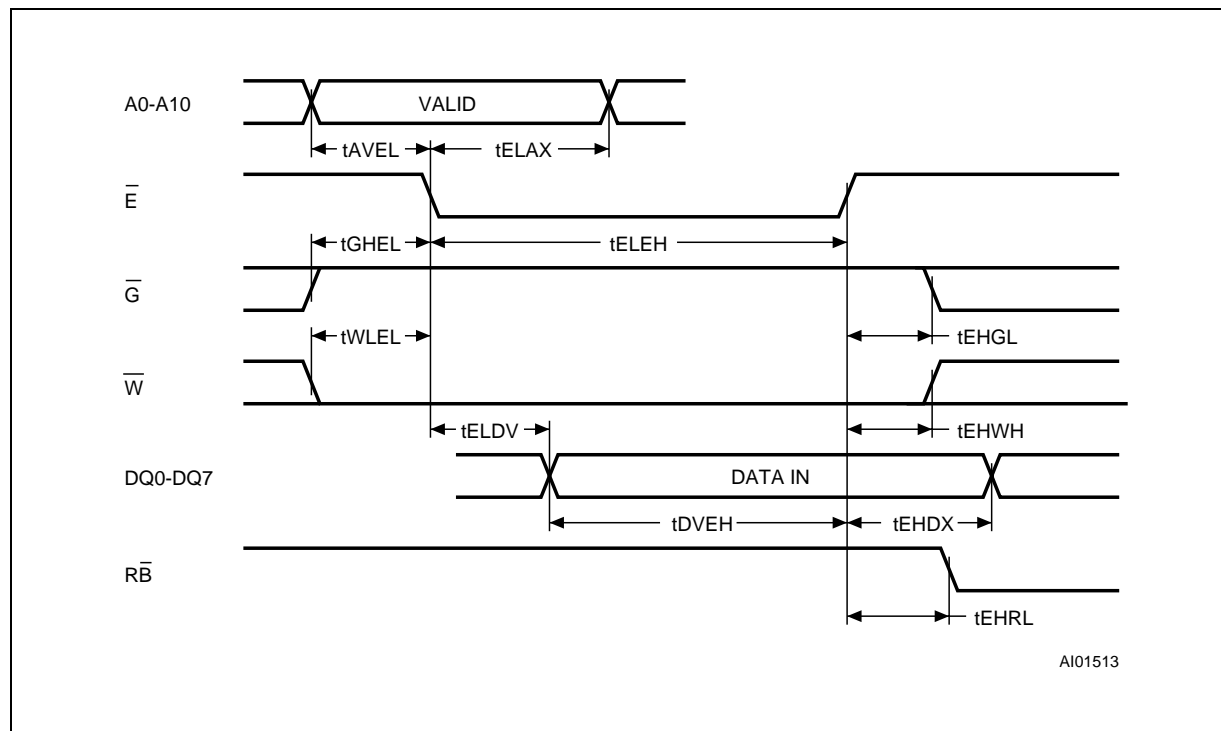 A0-A10
VALID
tAVEL
tELAX
E̅
tGHEL
tELEH
G̅
tWLEL
tEHGL
W̅
tELDV
tEHWH
DQ0-DQ7
DATA IN
tDVEH
tEHDX
RB̅
tEHRL
AI01513